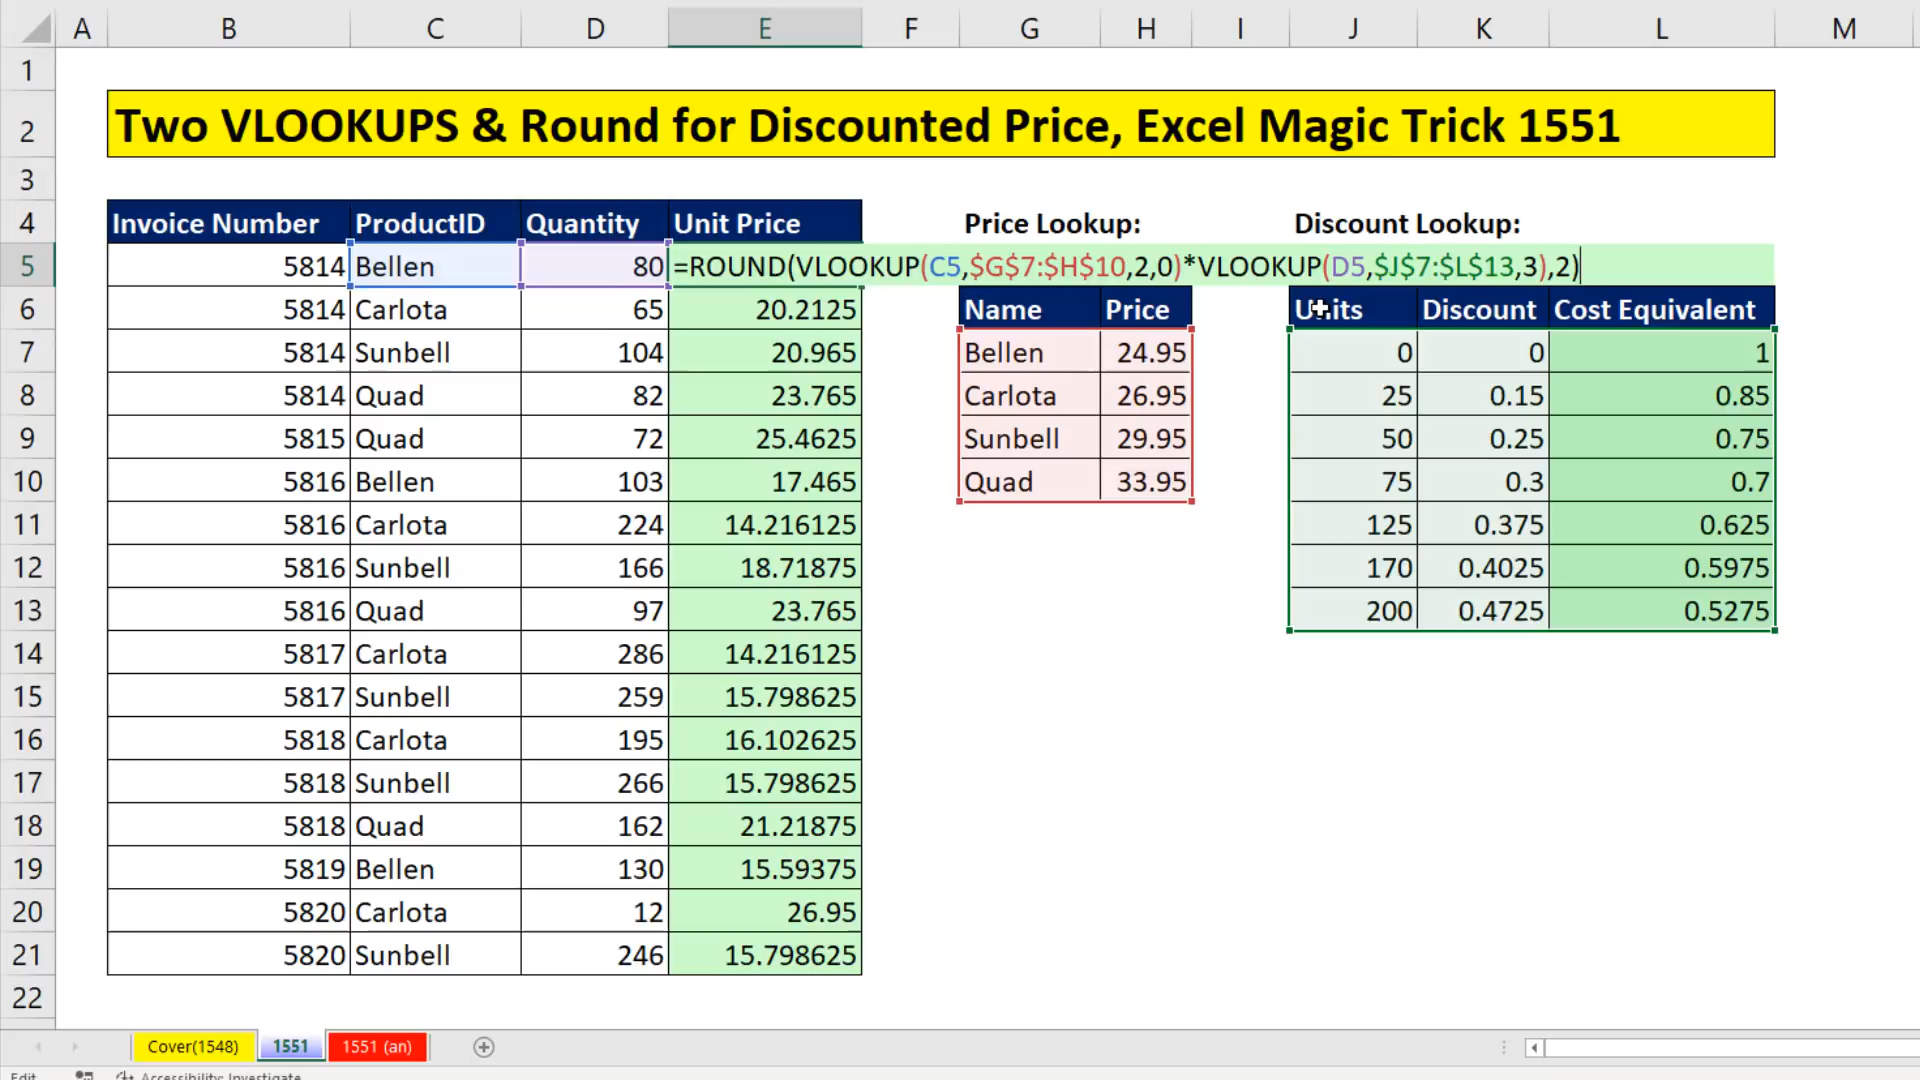 A B C D E F G H I J K L M
1
2 Two VLOOKUPS & Round for Discounted Price, Excel Magic Trick 1551
3
4 Invoice Number ProductID Quantity Unit Price Price Lookup: Discount Lookup:
5 5814 Bellen 80 =ROUND(VLOOKUP(C5,$G$7:$H$10,2,0)*VLOOKUP(D5,$J$7:$L$13,3),2)
6 5814 Carlota 65 20.2125 Name Price Units Discount Cost Equivalent
7 5814 Sunbell 104 20.965 Bellen 24.95 0 0 1
8 5814 Quad 82 23.765 Carlota 26.95 25 0.15 0.85
9 5815 Quad 72 25.4625 Sunbell 29.95 50 0.25 0.75
10 5816 Bellen 103 17.465 Quad 33.95 75 0.3 0.7
11 5816 Carlota 224 14.216125 125 0.375 0.625
12 5816 Sunbell 166 18.71875 170 0.4025 0.5975
13 5816 Quad 97 23.765 200 0.4725 0.5275
14 5817 Carlota 286 14.216125
15 5817 Sunbell 259 15.798625
16 5818 Carlota 195 16.102625
17 5818 Sunbell 266 15.798625
18 5818 Quad 162 21.21875
19 5819 Bellen 130 15.59375
20 5820 Carlota 12 26.95
21 5820 Sunbell 246 15.798625
22
Cover(1548) 1551 1551 (an)
Edit Accessibility: Investigate